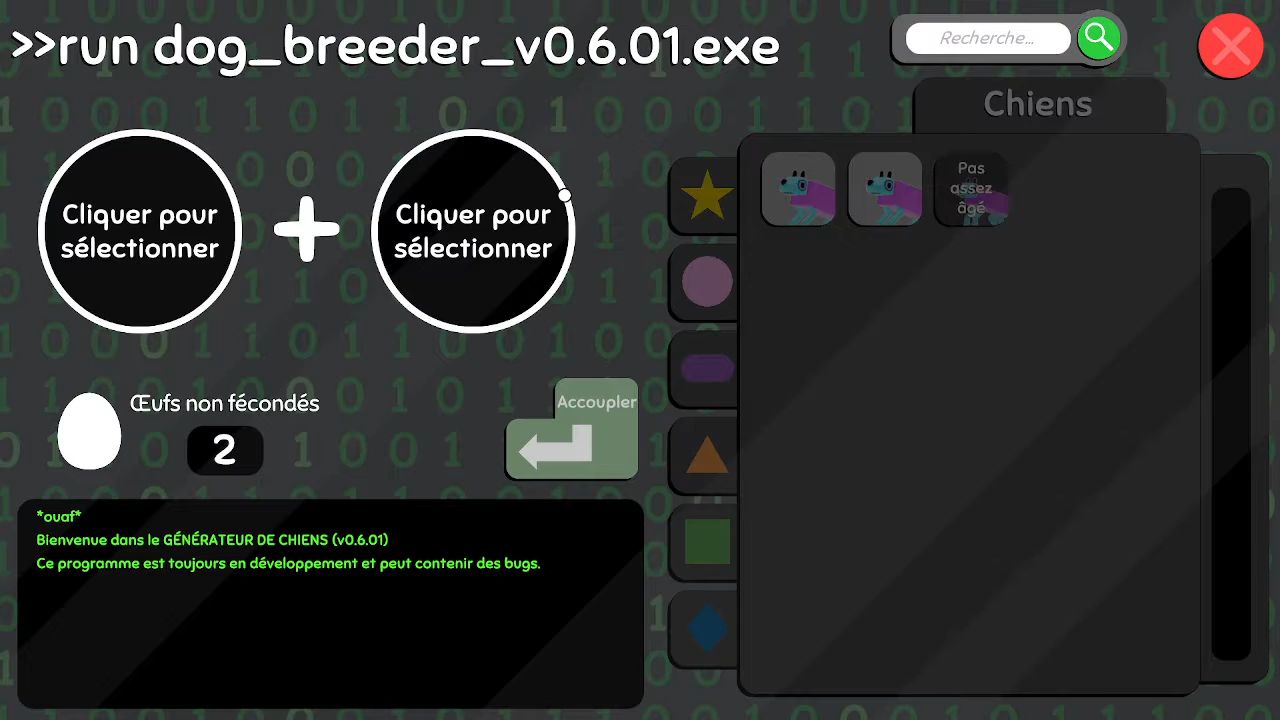 >>run dog_breeder_v0.6.01.exe
Recherche...
Chiens
Cliquer pour
sélectionner
Cliquer pour
sélectionner
Pas
assez
âgé
Œufs non fécondés
2
Accoupler
*ouaf*
Bienvenue dans le GÉNÉRATEUR DE CHIENS (v0.6.01)
Ce programme est toujours en développement et peut contenir des bugs.